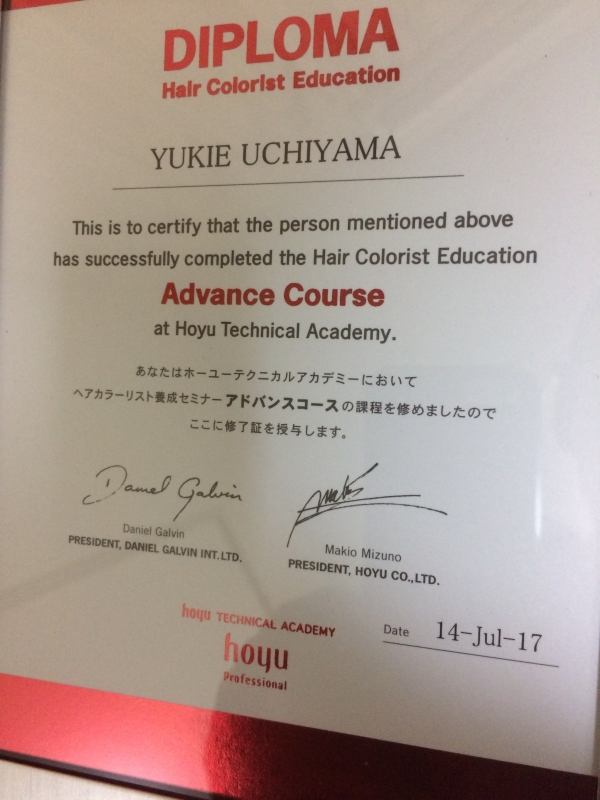 DIPLOMA
Hair Colorist Education
YUKIE UCHIYAMA
This is to certify that the person mentioned above
has successfully completed the Hair Colorist Education
Advance Course
at Hoyu Technical Academy.
あなたはホーユーテクニカルアカデミーにおいて
ヘアカラーリスト養成セミナーアドバンスコースの課程を修めましたので
ここに修了証を授与します。
Daniel Galvin
Daniel Galvin
PRESIDENT, DANIEL GALVIN INT.LTD.
Makio Mizuno
PRESIDENT, HOYU CO.,LTD.
hoyu TECHNICAL ACADEMY
hoyu
Professional
Date 14-Jul-17